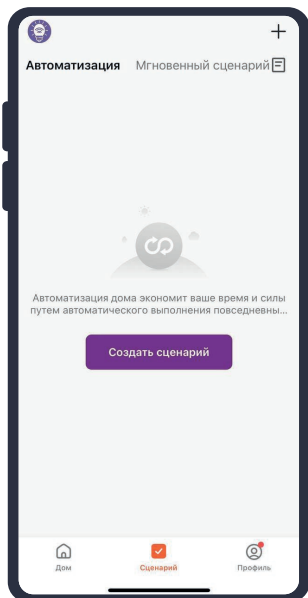 Автоматизация Мгновенный сценарий
Автоматизация дома экономит ваше время и силы
путем автоматического выполнения повседневны...
Создать сценарий
Дом Сценарий Профиль